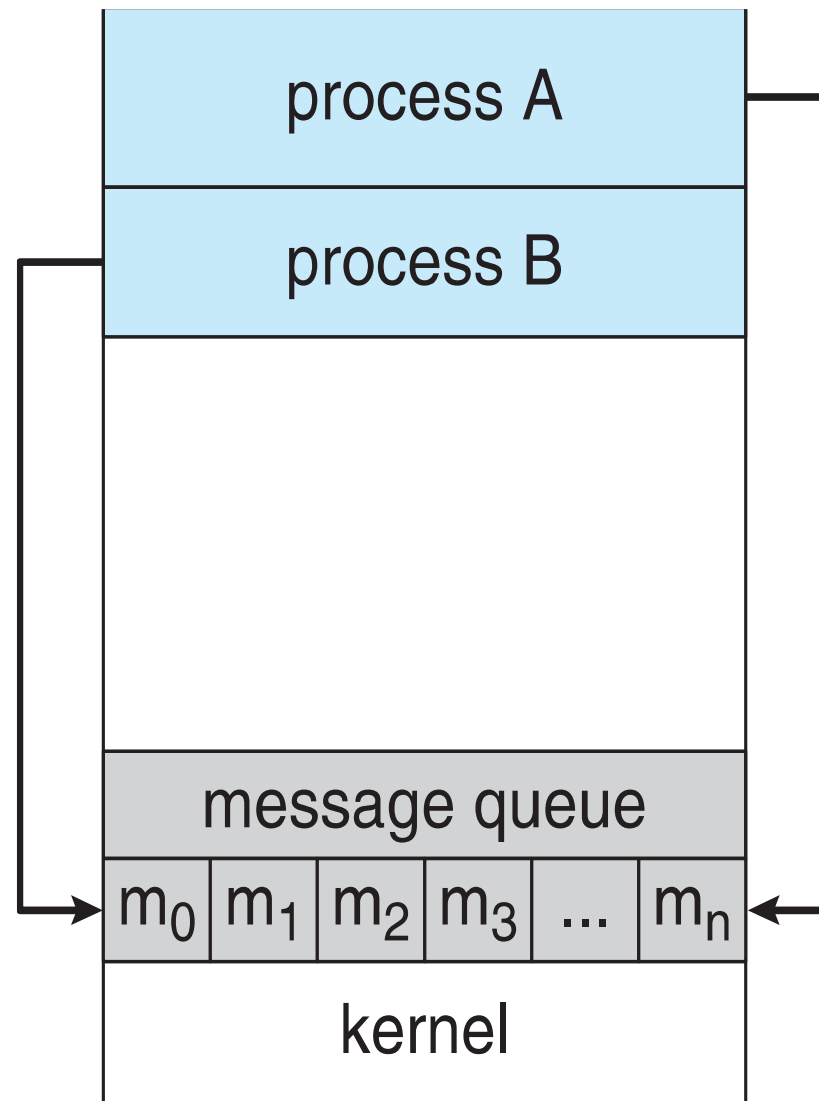 process A
process B
message queue
m₀ m₁ m₂ m₃ ... mₙ
kernel